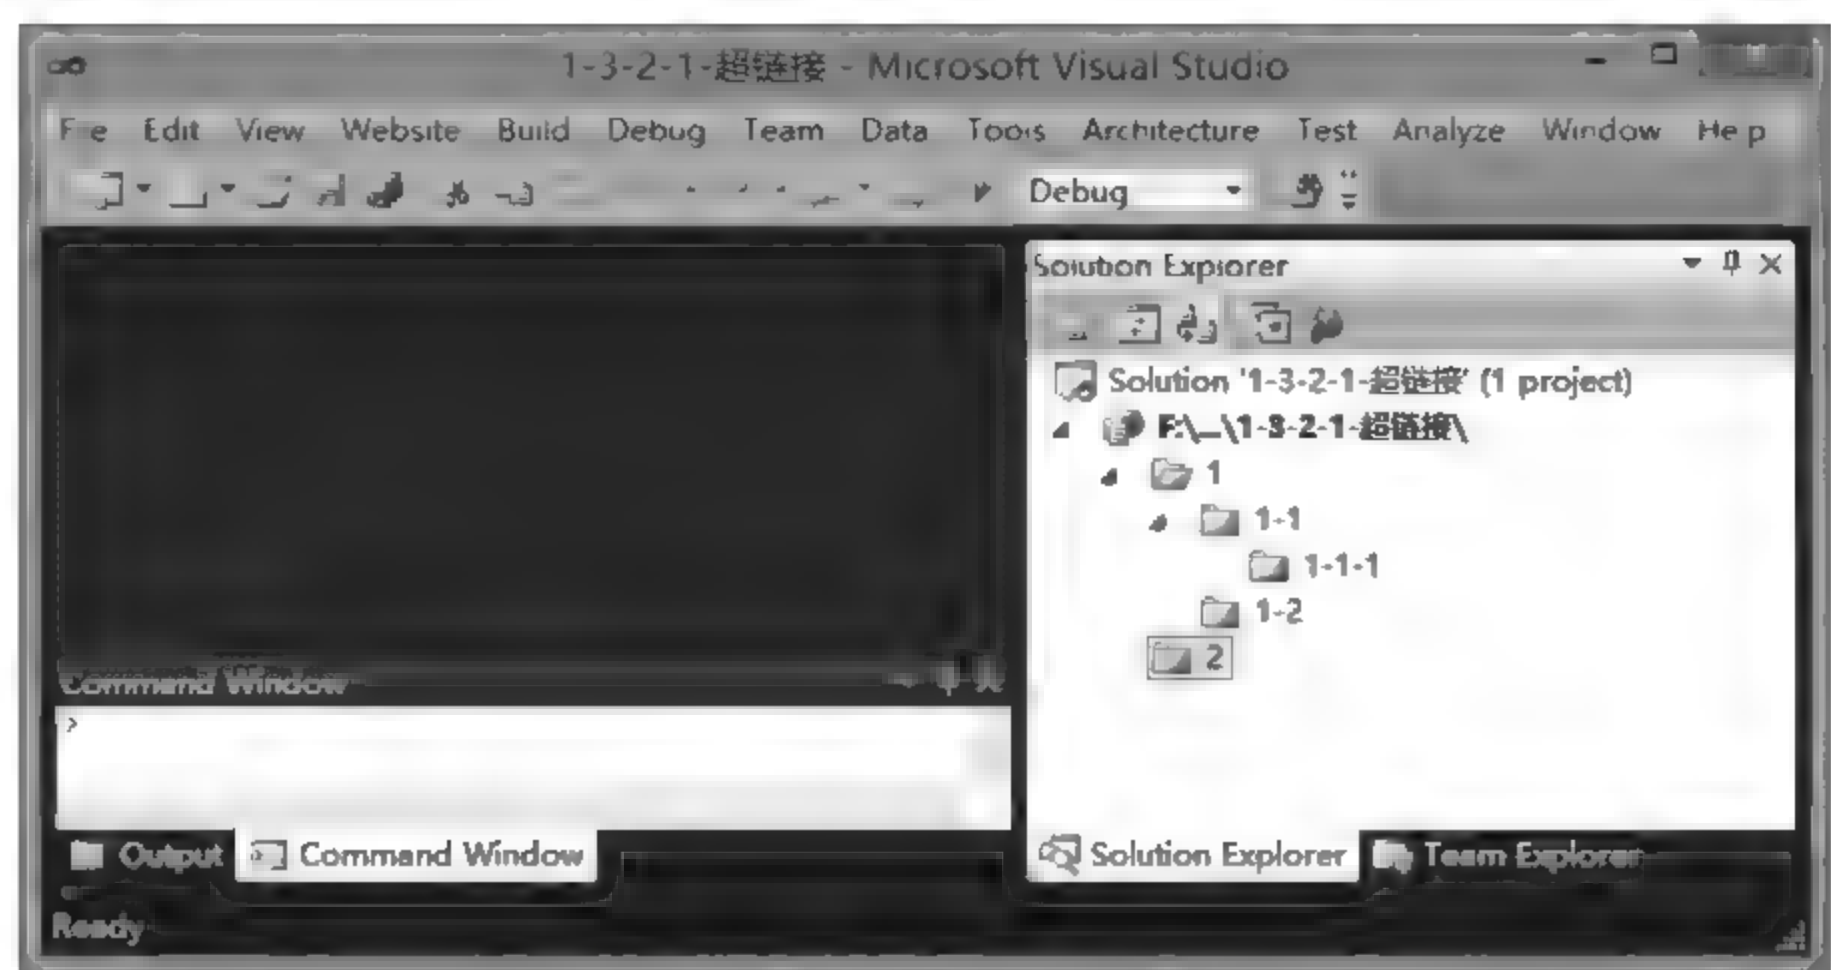 1-3-2-1-超链接 - Microsoft Visual Studio
File Edit View Website Build Debug Team Data Tools Architecture Test Analyze Window Help
Debug
Solution Explorer
Solution '1-3-2-1-超链接' (1 project)
F:\...\1-3-2-1-超链接\
1
1-1
1-1-1
1-2
2
Command Window
>
Output Command Window
Solution Explorer Team Explorer
Ready